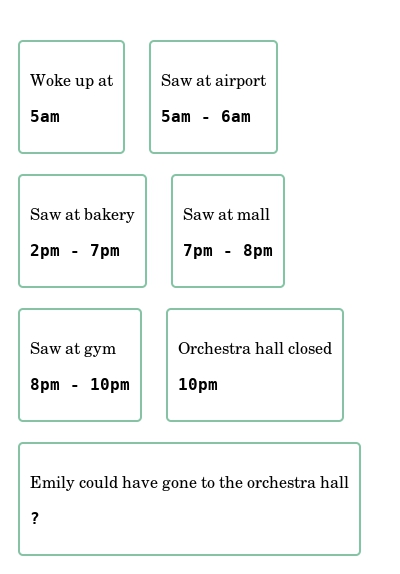 Woke up at
5am
Saw at airport
5am - 6am
Saw at bakery
2pm - 7pm
Saw at mall
7pm - 8pm
Saw at gym
8pm - 10pm
Orchestra hall closed
10pm
Emily could have gone to the orchestra hall
?